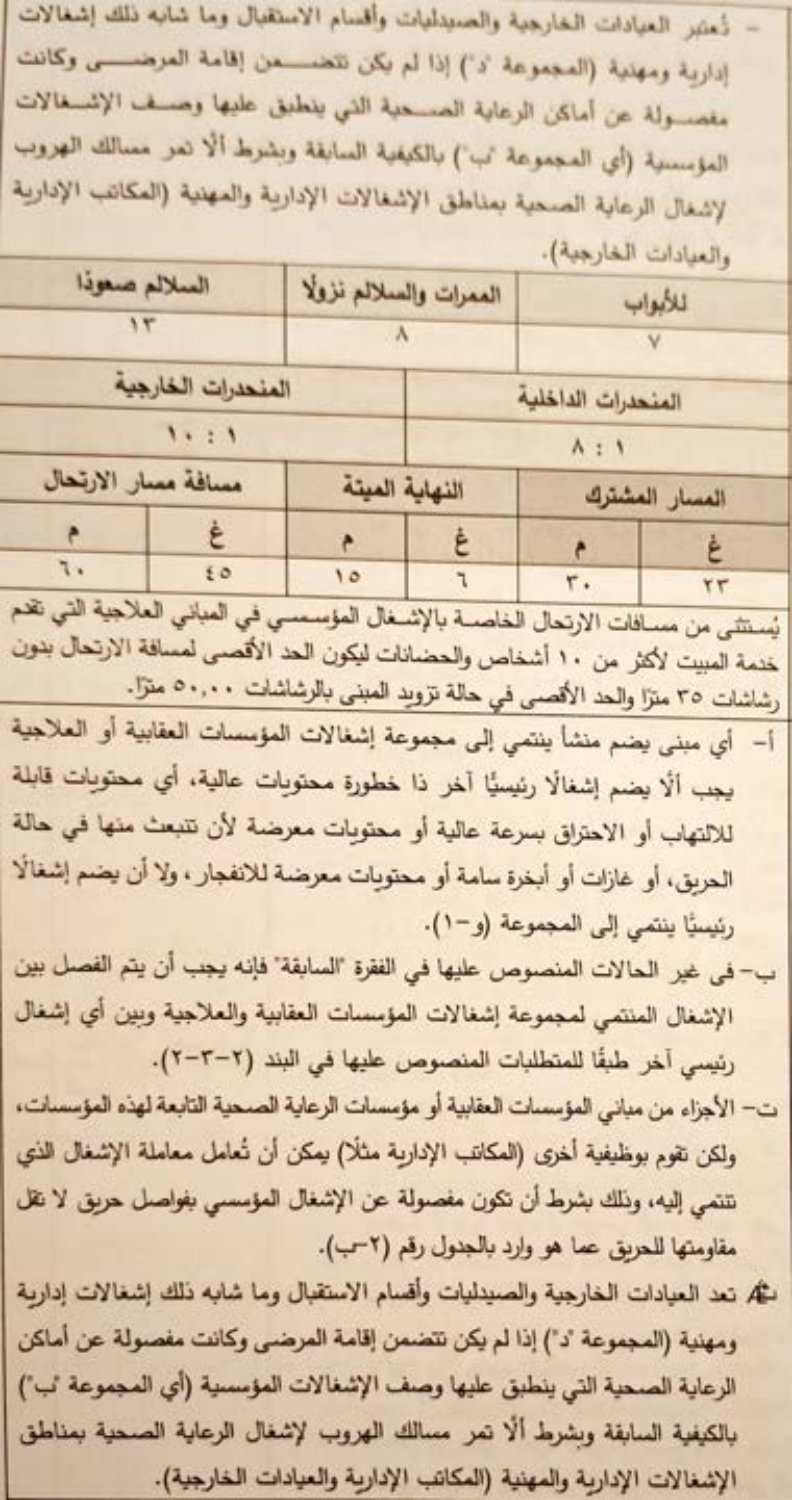 - تُعتبر العيادات الخارجية والصيدليات وأقسام الاستقبال وما شابه ذلك إشغالات
إدارية ومهنية (المجموعة "د") إذا لم يكن تتضمن إقامة المرضى وكانت
مفصولة عن أماكن الرعاية الصحية التي ينطبق عليها وصف الإشغالات
المؤسسية (أي المجموعة "ب") بالكيفية السابقة وبشرط ألّا تمر مسالك الهروب
لإشغال الرعاية الصحية بمناطق الإشغالات الإدارية والمهنية (المكاتب الإدارية
والعيادات الخارجية).
للأبواب الممرات والسلالم نزولًا السلالم صعودًا
٧ ٨ ١٣
المنحدرات الداخلية المنحدرات الخارجية
١ : ٨ ١ : ١٠
المسار المشترك النهاية الميتة مسافة مسار الارتحال
غ م غ م غ م
٢٣ ٣٠ ٦ ١٥ ٤٥ ٦٠
يُستثنى من مسافات الارتحال الخاصة بالإشغال المؤسسي في المباني العلاجية التي تقدم
خدمة المبيت لأكثر من ١٠ أشخاص والحضانات ليكون الحد الأقصى لمسافة الارتحال بدون
رشاشات ٣٥ مترًا والحد الأقصى في حالة تزويد المبنى بالرشاشات ٥٠,٠٠ مترًا.
أ- أي مبنى يضم منشأ ينتمي إلى مجموعة إشغالات المؤسسات العقابية أو العلاجية
يجب ألّا يضم إشغالًا رئيسيًّا آخر ذا خطورة محتويات عالية، أي محتويات قابلة
للالتهاب أو الاحتراق بسرعة عالية أو محتويات معرضة لأن تنبعث منها في حالة
الحريق، أو غازات أو أبخرة سامة أو محتويات معرضة للانفجار، ولا أن يضم إشغالًا
رئيسيًّا ينتمي إلى المجموعة (و-١).
ب- فى غير الحالات المنصوص عليها في الفقرة "السابقة" فإنه يجب أن يتم الفصل بين
الإشغال المنتمي لمجموعة إشغالات المؤسسات العقابية والعلاجية وبين أي إشغال
رئيسي آخر طبقًا للمتطلبات المنصوص عليها في البند (٢-٣-٢).
ت- الأجزاء من مباني المؤسسات العقابية أو مؤسسات الرعاية الصحية التابعة لهذه المؤسسات،
ولكن تقوم بوظيفية أخرى (المكاتب الإدارية مثلًا) يمكن أن تُعامل معاملة الإشغال الذي
تنتمي إليه، وذلك بشرط أن تكون مفصولة عن الإشغال المؤسسي بفواصل حريق لا تقل
مقاومتها للحريق عما هو وارد بالجدول رقم (٢-ب).
تعد العيادات الخارجية والصيدليات وأقسام الاستقبال وما شابه ذلك إشغالات إدارية
ومهنية (المجموعة "د") إذا لم يكن تتضمن إقامة المرضى وكانت مفصولة عن أماكن
الرعاية الصحية التي ينطبق عليها وصف الإشغالات المؤسسية (أي المجموعة "ب")
بالكيفية السابقة وبشرط ألّا تمر مسالك الهروب لإشغال الرعاية الصحية بمناطق
الإشغالات الإدارية والمهنية (المكاتب الإدارية والعيادات الخارجية).